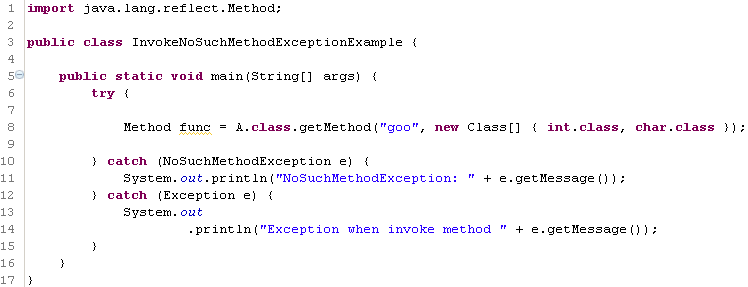 1 import java.lang.reflect.Method;
2
3 public class InvokeNoSuchMethodExceptionExample {
4
5     public static void main(String[] args) {
6         try {
7
8             Method func = A.class.getMethod("goo", new Class[] { int.class, char.class });
9
10         } catch (NoSuchMethodException e) {
11             System.out.println("NoSuchMethodException: " + e.getMessage());
12         } catch (Exception e) {
13             System.out
14                     .println("Exception when invoke method " + e.getMessage());
15         }
16     }
17 }